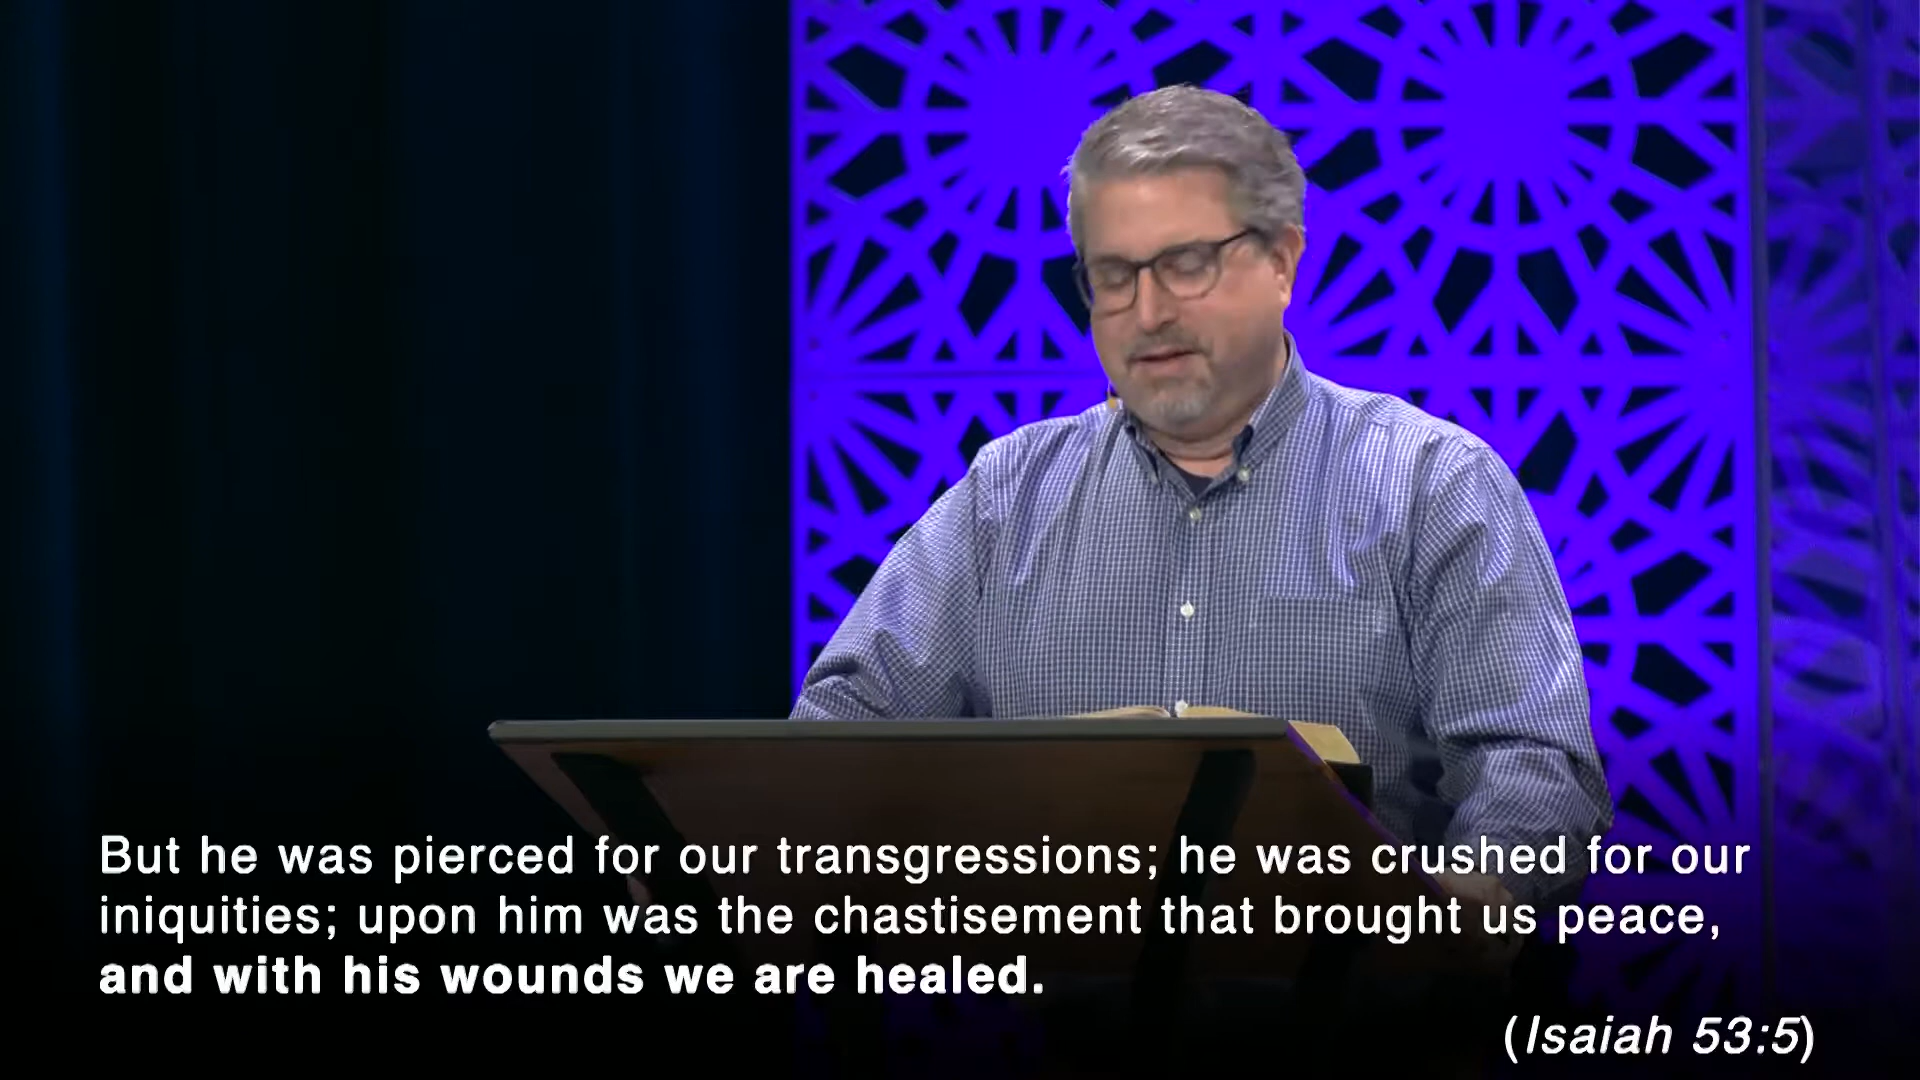 But he was pierced for our transgressions; he was crushed for our
iniquities; upon him was the chastisement that brought us peace,
and with his wounds we are healed.
(Isaiah 53:5)